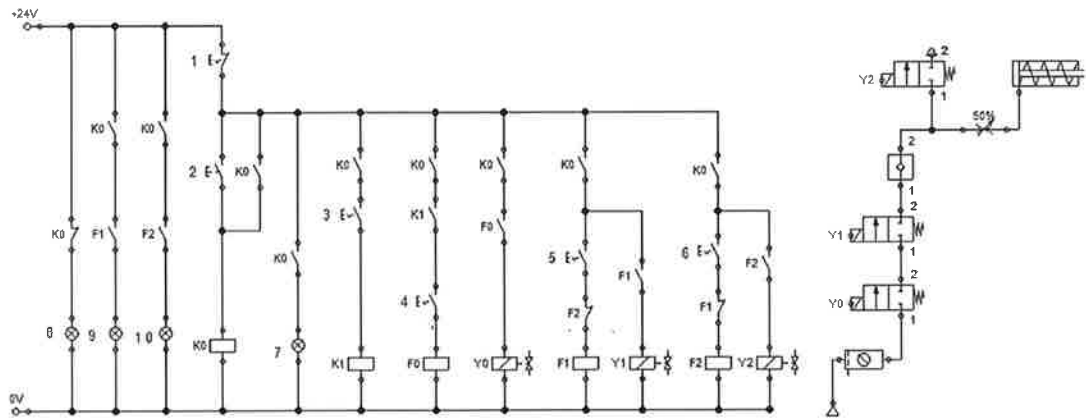 +24V
1 E
2
Y2
1
50%
K0 K0 K0 K0
2 E K0 K0 K0 K0 K0
2
1
3 E K1 F0
K0 F1 F2 K0 5 E F1 6 E F2
2
Y1
1
4 E F2 F1
2
Y0
1
8 9 10 K0 7 K1 F0 Y0 F1 Y1 F2 Y2
0V